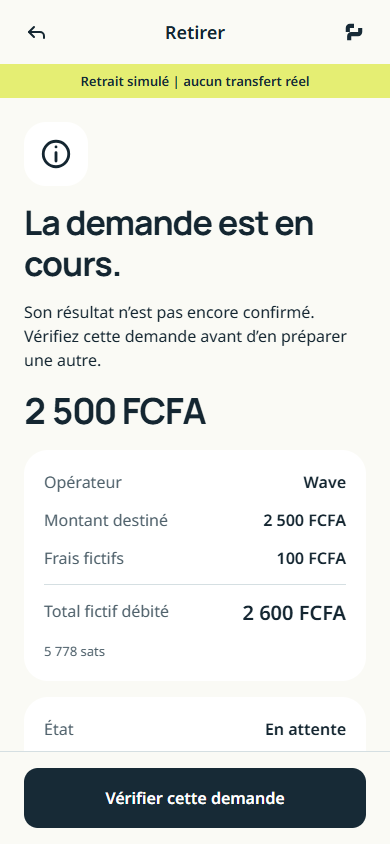 Retirer
Retrait simulé | aucun transfert réel
La demande est en
cours.
Son résultat n’est pas encore confirmé.
Vérifiez cette demande avant d’en préparer
une autre.
2 500 FCFA
Opérateur Wave
Montant destiné 2 500 FCFA
Frais fictifs 100 FCFA
Total fictif débité 2 600 FCFA
5 778 sats
État En attente
Vérifier cette demande